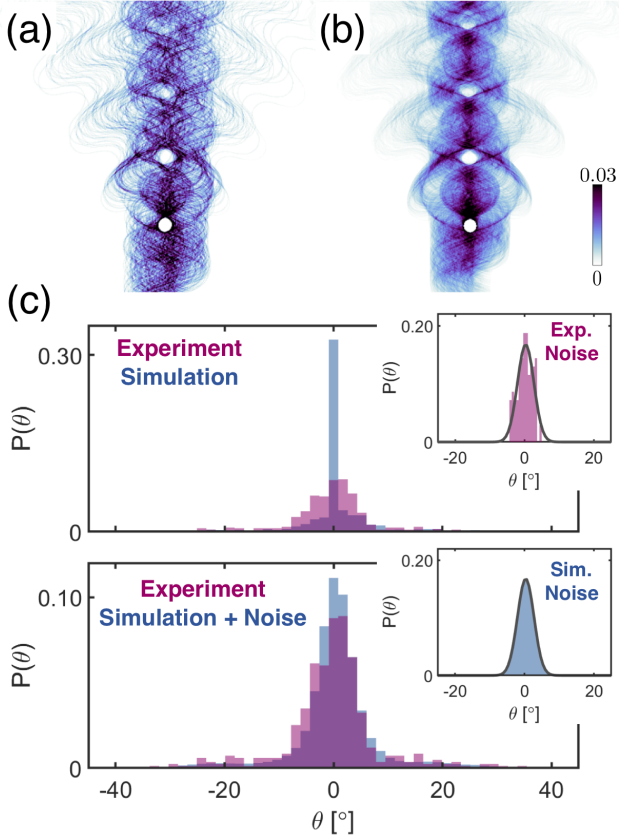 (a)
(b)
0.03
0
(c)
Experiment
Simulation
0.30
P(θ)
0
0.20
Exp.
Noise
P(θ)
0
-20
0
20
θ [°]
Experiment
Simulation + Noise
0.10
P(θ)
0
0.20
Sim.
Noise
P(θ)
0
-20
0
20
θ [°]
-40
-20
0
20
40
θ [°]